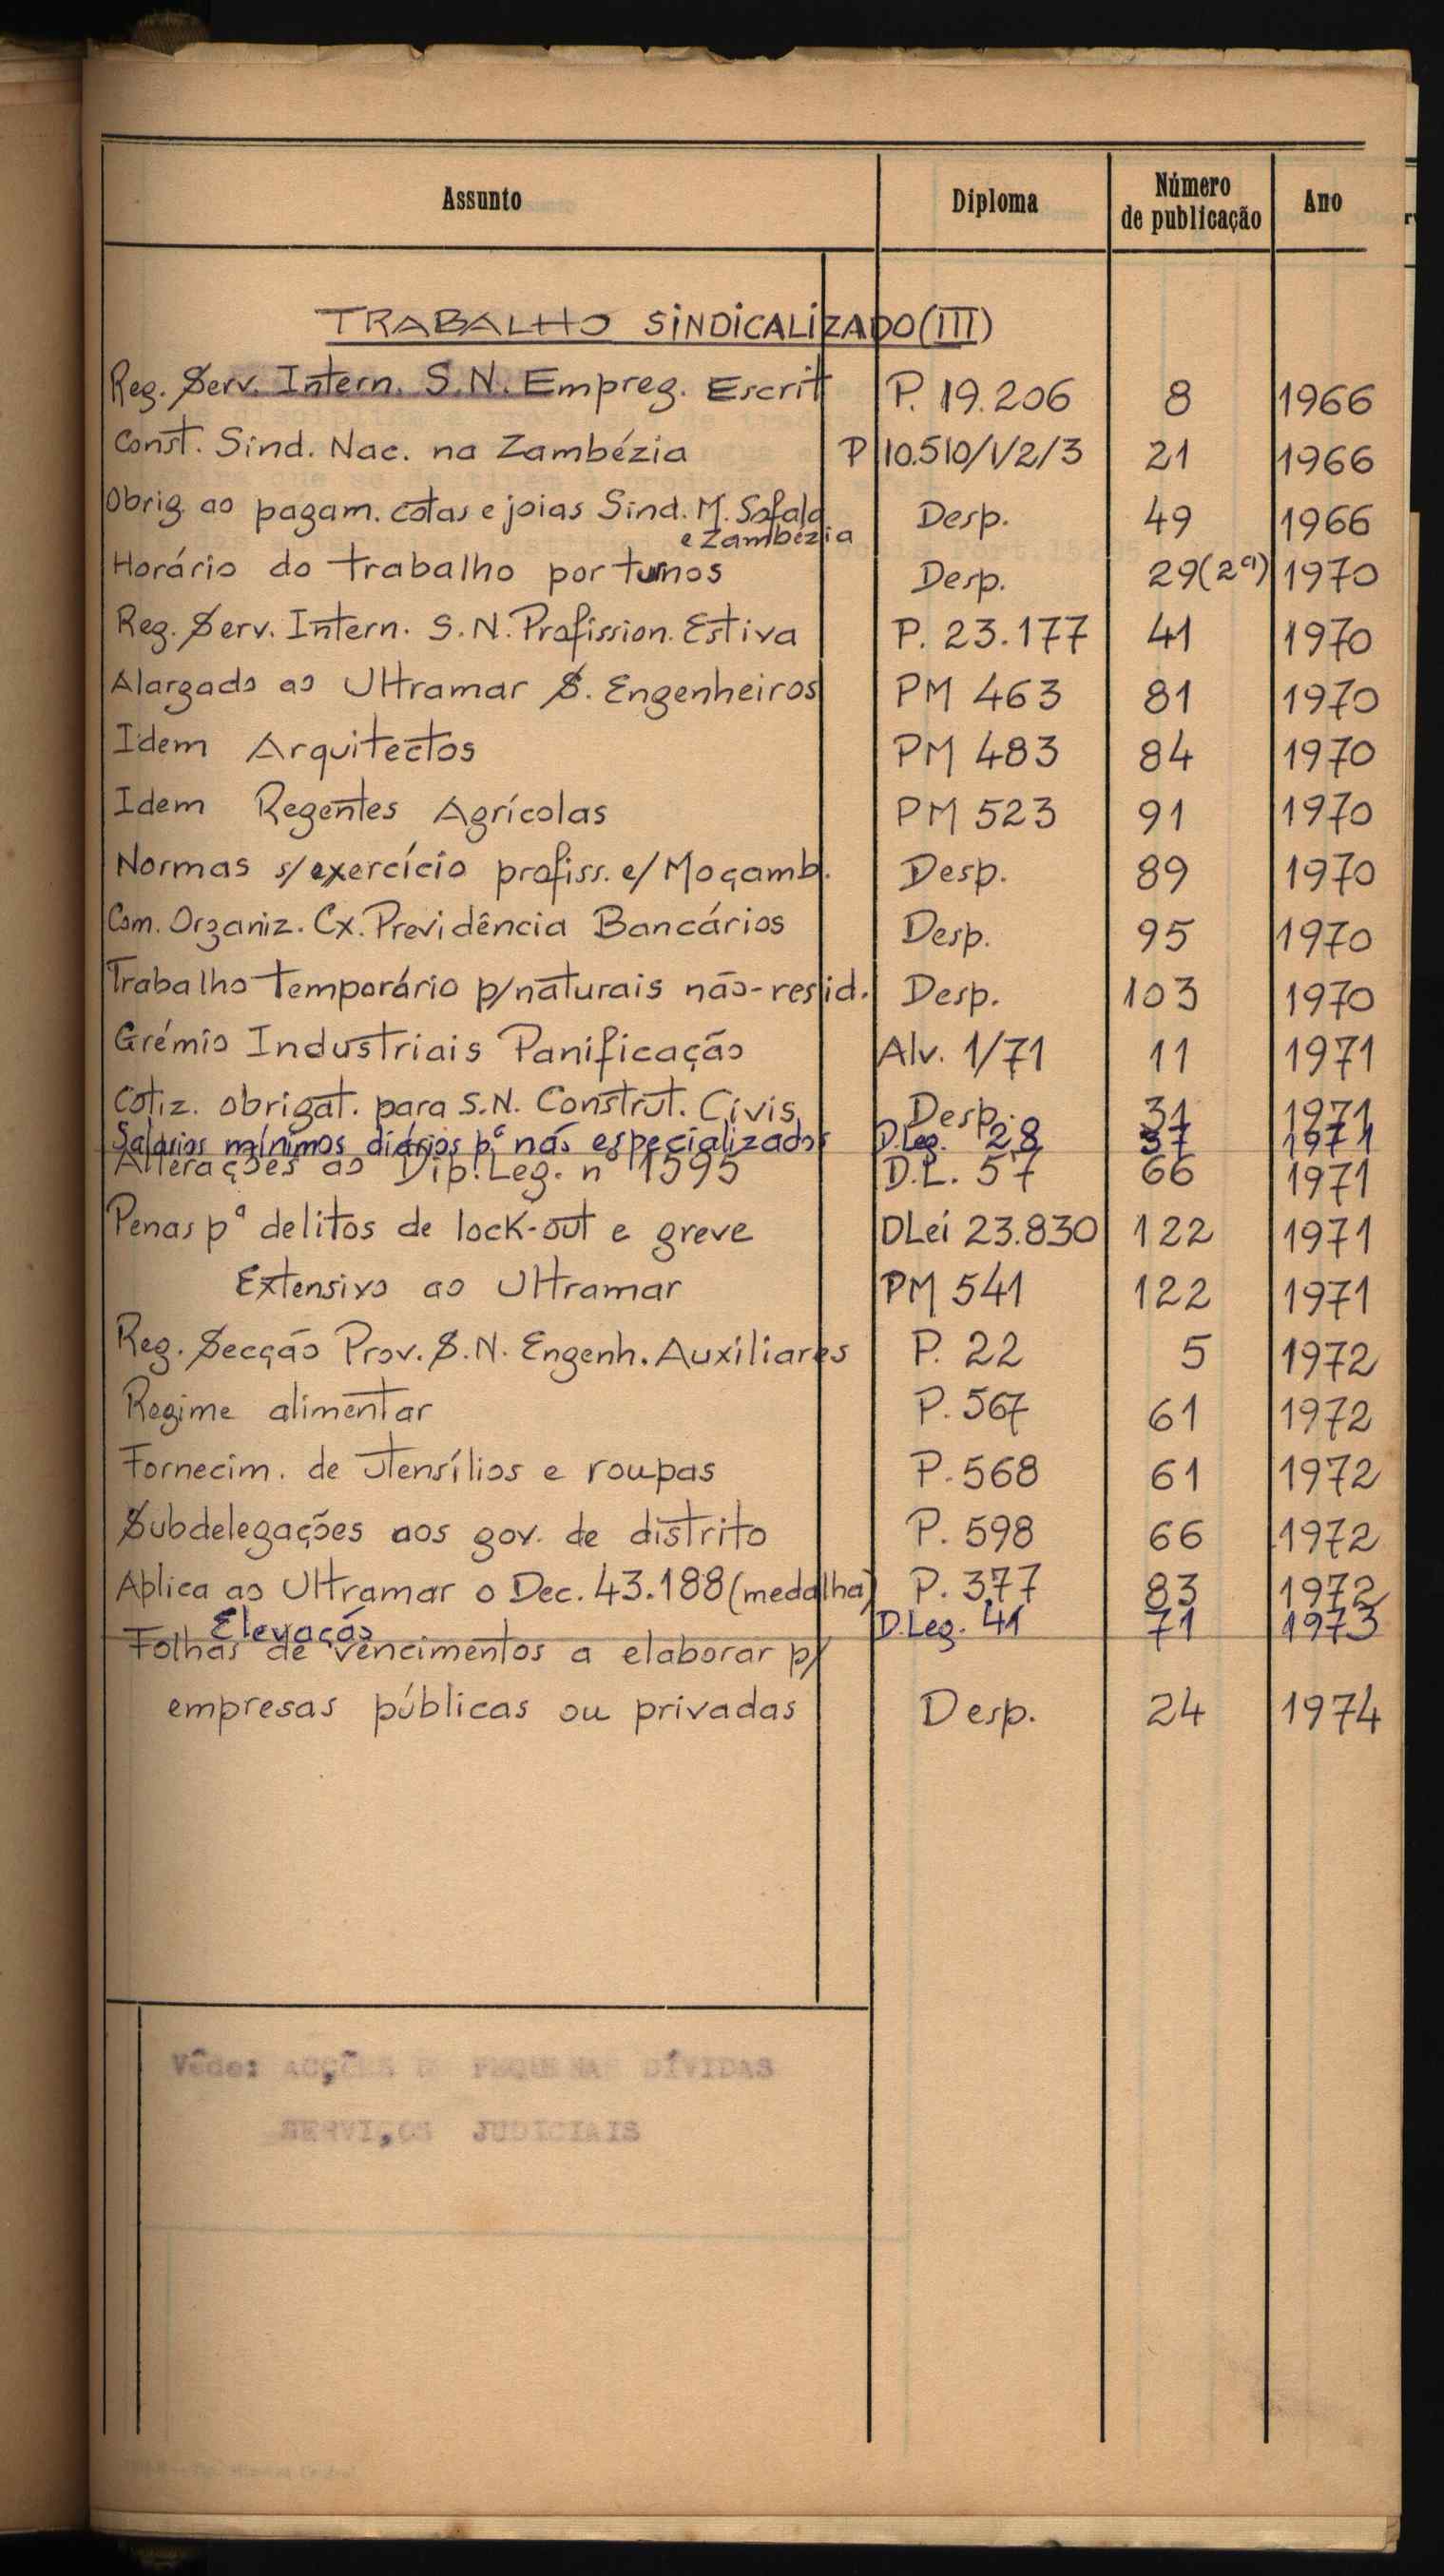 Assunto Diploma Número de publicação Ano
TRABALHO SINDICALIZADO (III)
Reg. Serv. Intern. S.N. Empreg. Escrit P. 19.206 8 1966
Const. Sind. Nac. na Zambézia P 10.510/1/2/3 21 1966
Obrig. ao pagam. cotas e joias Sind. M. Sofala Desp. 49 1966
e Zambézia
Horário do trabalho por turnos Desp. 29(2ª) 1970
Reg. Serv. Intern. S.N. Profission. Estiva P. 23.177 41 1970
Alargado ao Ultramar S. Engenheiros PM 463 81 1970
Idem Arquitectos PM 483 84 1970
Idem Regentes Agrícolas PM 523 91 1970
Normas s/exercício profiss. e/ Moçamb. Desp. 89 1970
Com. Organiz. Cx. Previdência Bancários Desp. 95 1970
Trabalho temporário p/naturais não-resid. Desp. 103 1970
Grémio Industriais Panificação Alv. 1/71 11 1971
Cotiz. obrigat. para S.N. Construt. Civis Desp. 31 1971
Salários mínimos diários pª não especializados D.Leg. 28 37 1971
Alterações ao Dip. Leg. nº 1595 D.L. 57 66 1971
Penas pª delitos de lock-out e greve DLei 23.830 122 1971
Extensivo ao Ultramar PM 541 122 1971
Reg. Secção Prov. S.N. Engenh. Auxiliares P. 22 5 1972
Regime alimentar P. 567 61 1972
Fornecim. de utensílios e roupas P. 568 61 1972
Subdelegações aos gov. de distrito P. 598 66 1972
Aplica ao Ultramar o Dec. 43.188 (medalha) P. 377 83 1972
Elevação D.Leg. 41 71 1973
Folhas de vencimentos a elaborar p/
empresas públicas ou privadas Desp. 24 1974
Vêde: ACÇÕES DE PEQUENAS DÍVIDAS
SERVIÇOS JUDICIAIS